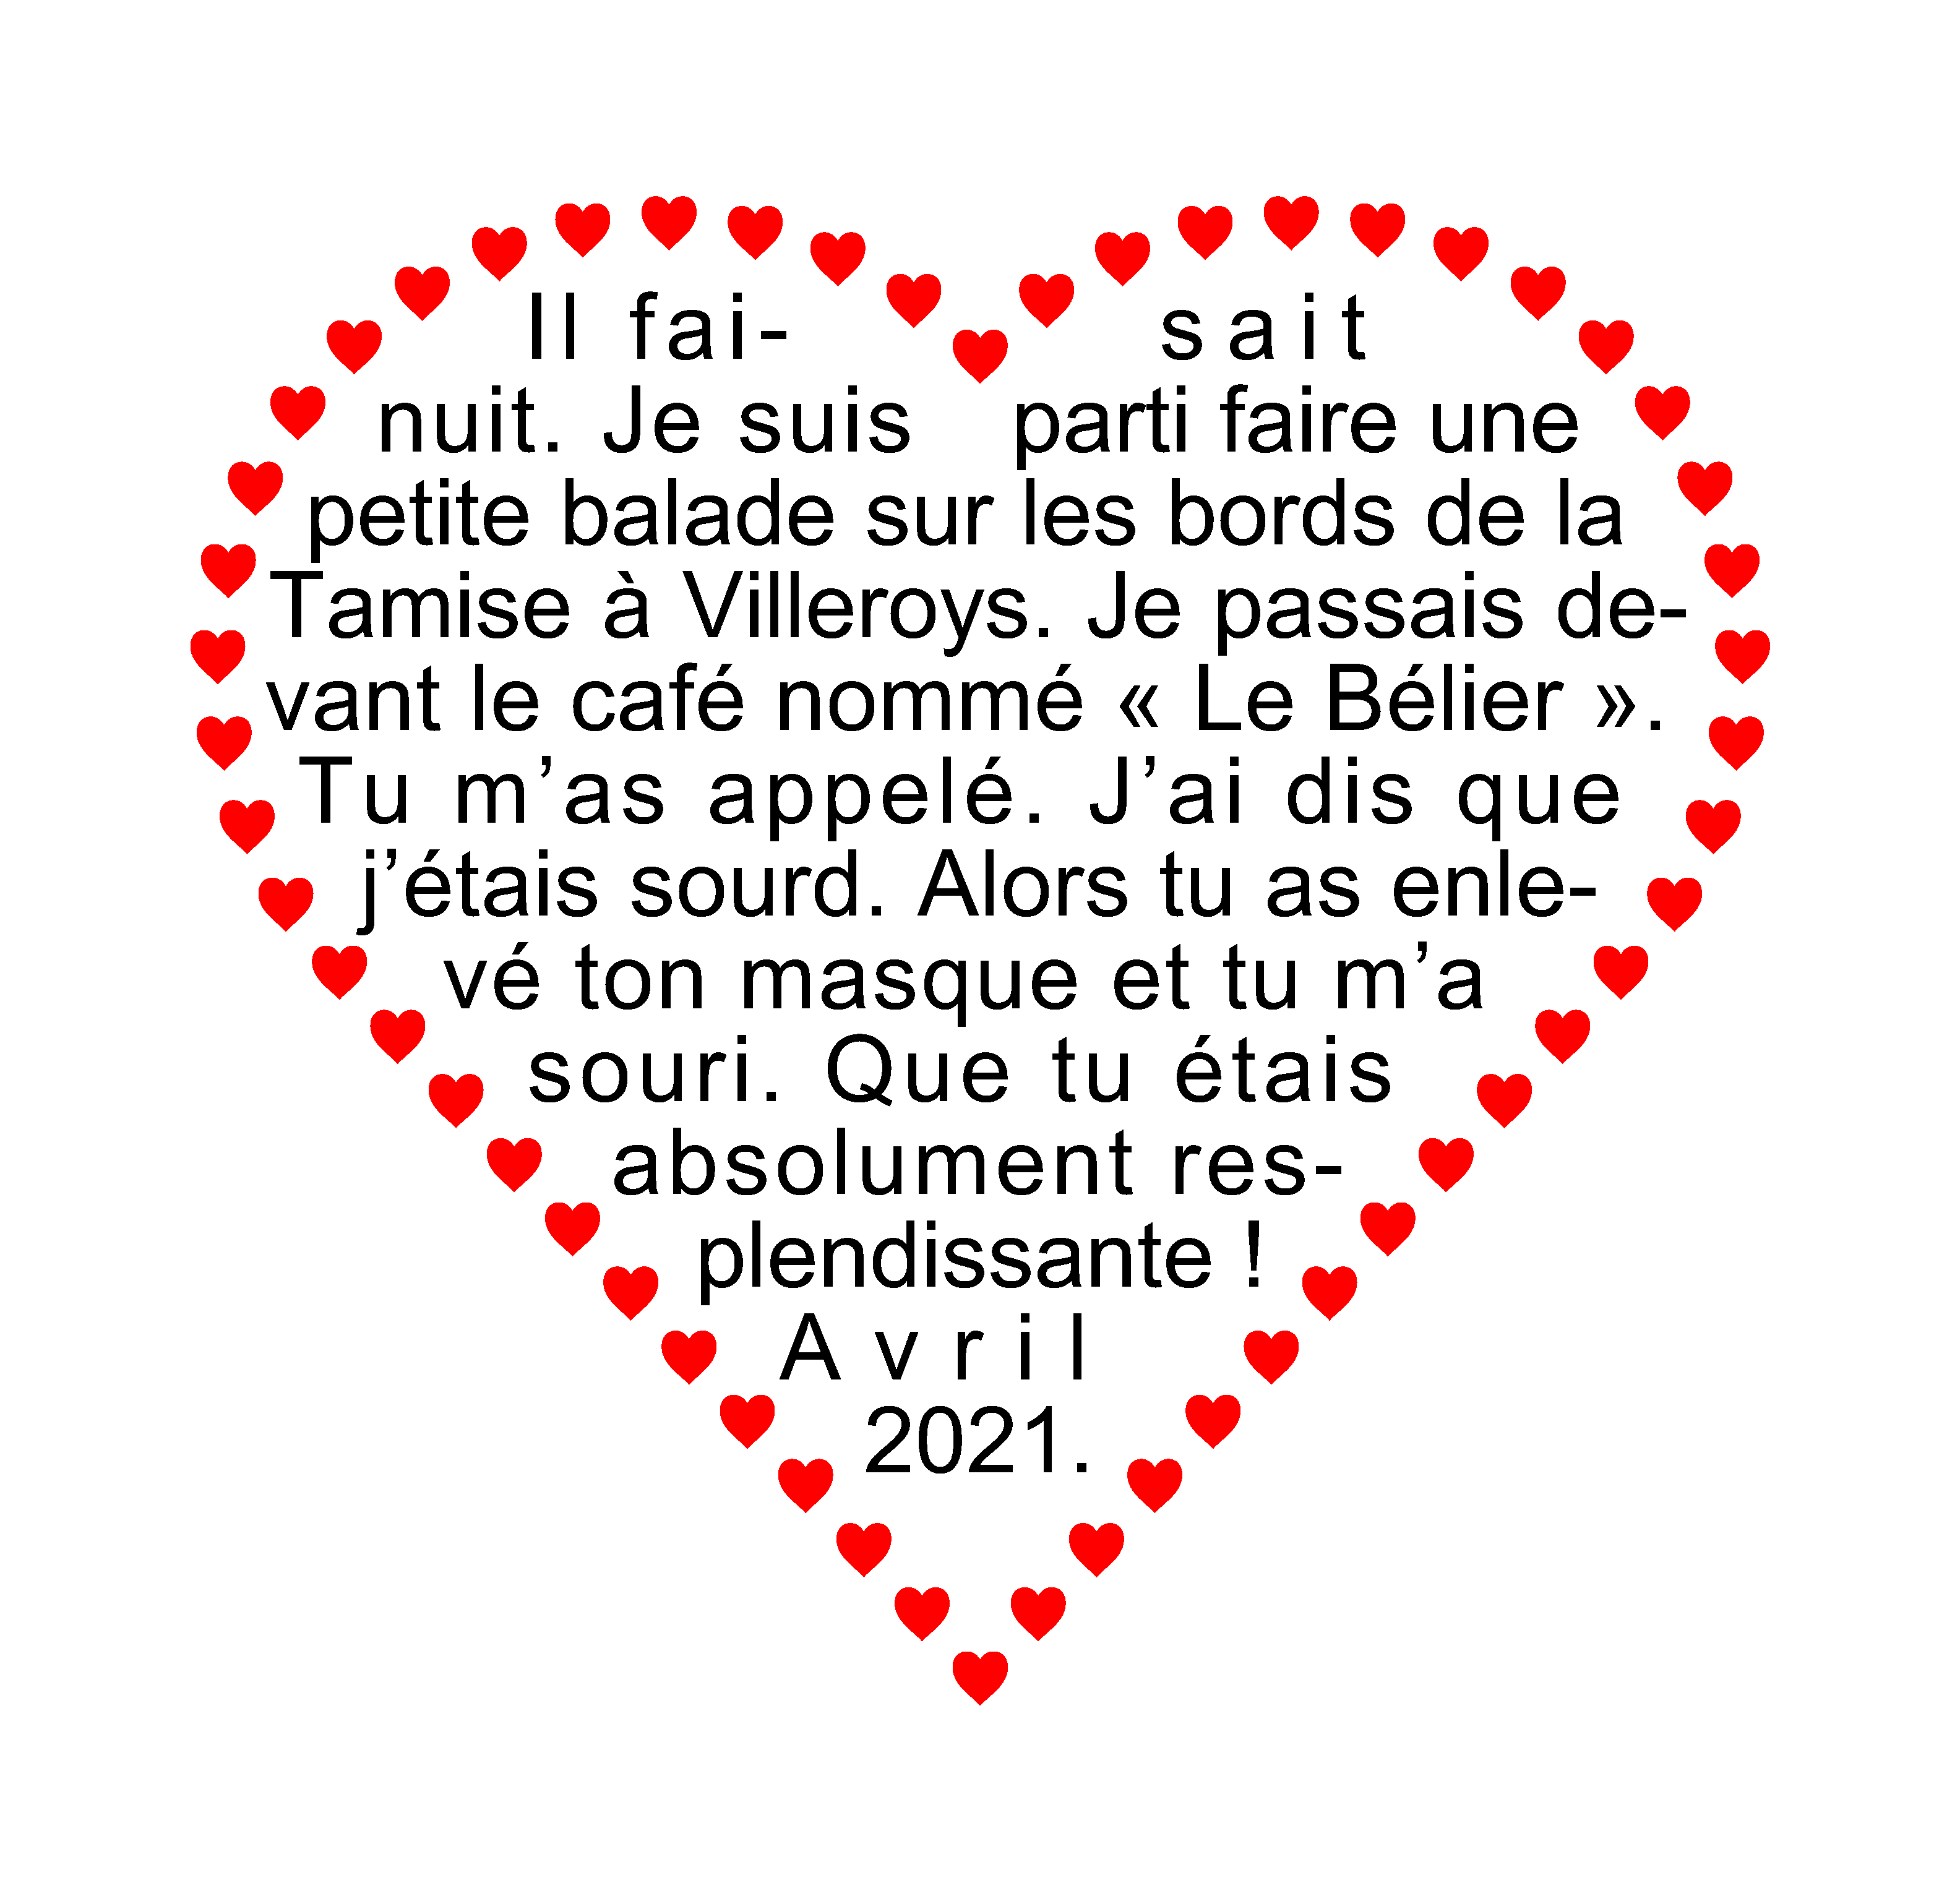 Il fai- sait
nuit. Je suis parti faire une
petite balade sur les bords de la
Tamise à Villeroys. Je passais de-
vant le café nommé « Le Bélier ».
Tu m’as appelé. J’ai dis que
j’étais sourd. Alors tu as enle-
vé ton masque et tu m’a
souri. Que tu étais
absolument res-
plendissante !
Avril
2021.